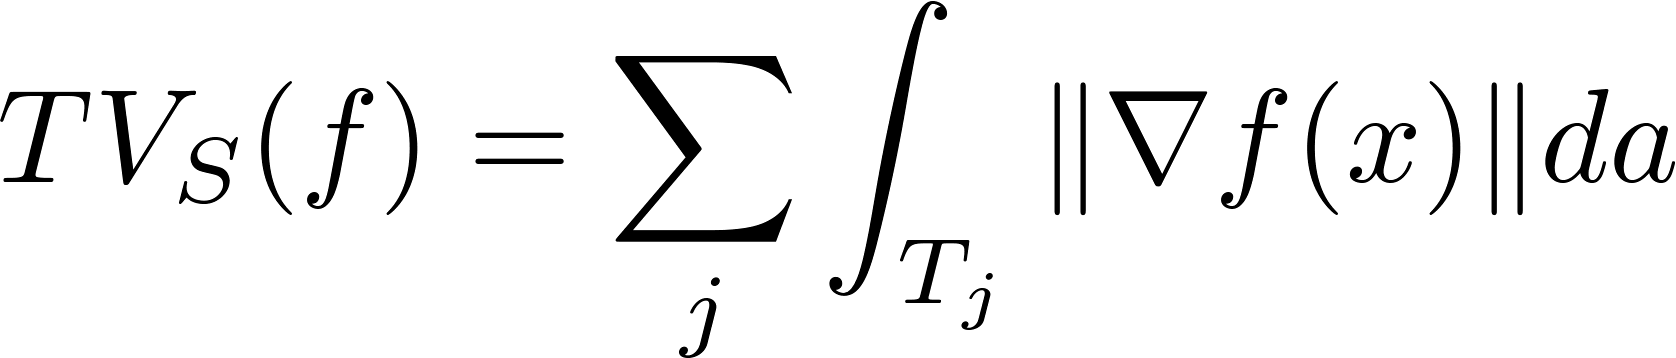 $TV_S(f) = \sum_j \int_{T_j} \|\nabla f(x)\| da$